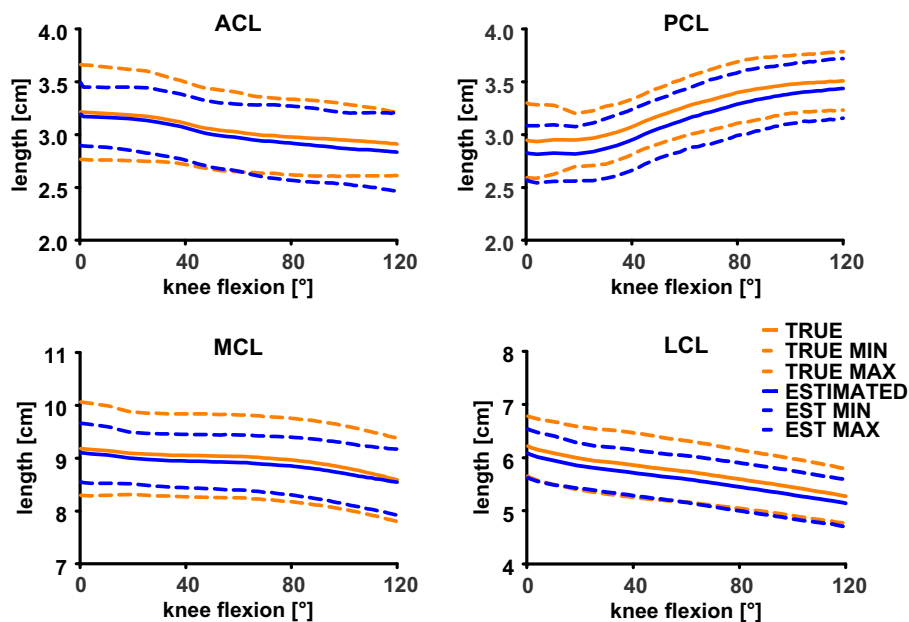 ACL
4.0
3.5
3.0
2.5
2.0
length [cm]
0 40 80 120
knee flexion [°]
PCL
4.0
3.5
3.0
2.5
2.0
length [cm]
0 40 80 120
knee flexion [°]
MCL
11
10
9
8
7
length [cm]
0 40 80 120
knee flexion [°]
LCL
8
7
6
5
4
length [cm]
0 40 80 120
knee flexion [°]
TRUE
TRUE MIN
TRUE MAX
ESTIMATED
EST MIN
EST MAX